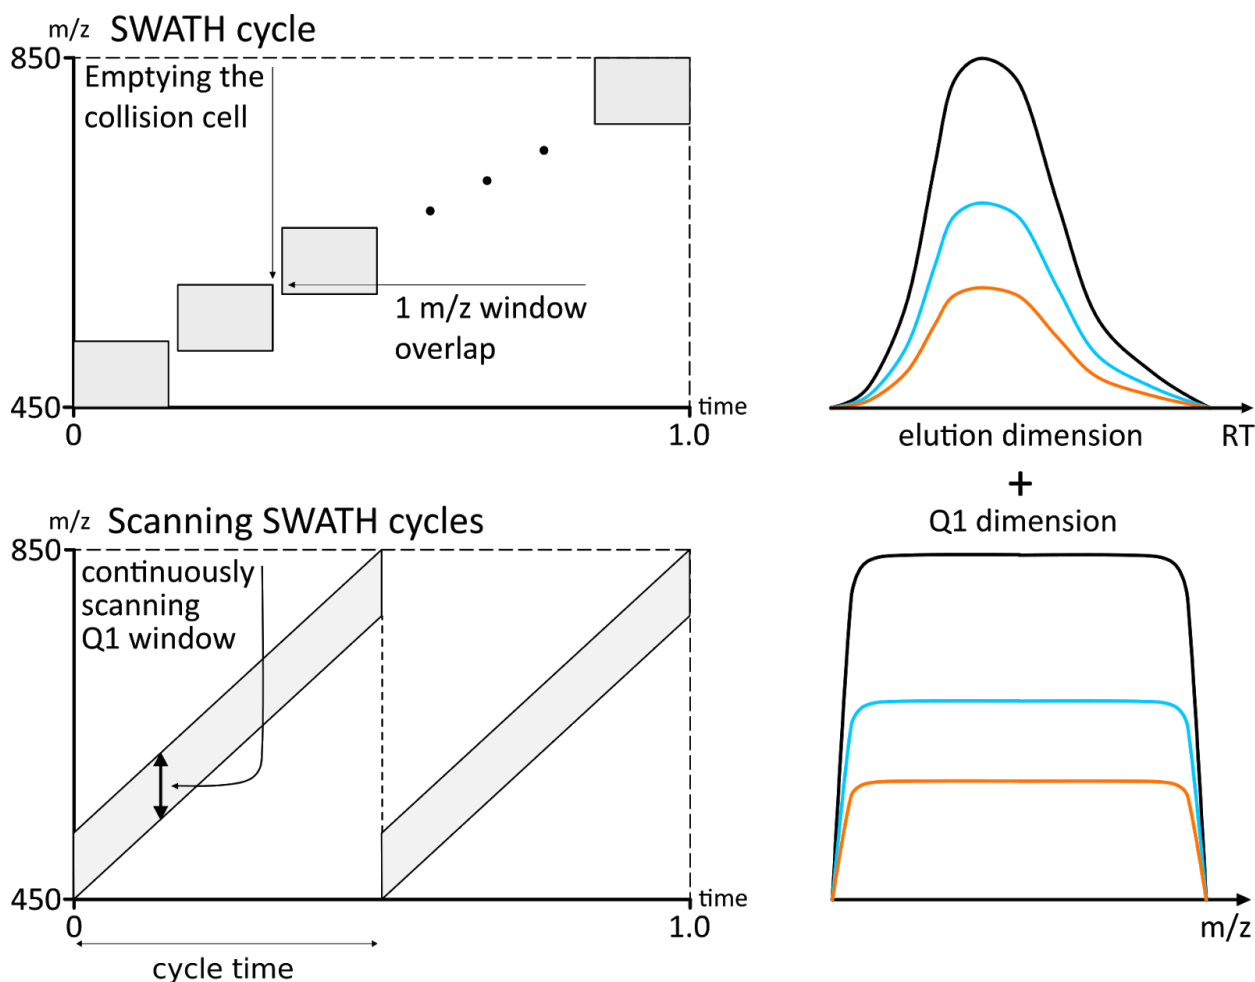 m/z SWATH cycle
850
Emptying the
collision cell
1 m/z window
overlap
450
time
0
1.0
elution dimension
RT
+
Q1 dimension
m/z Scanning SWATH cycles
850
continuously
scanning
Q1 window
450
time
0
1.0
cycle time
m/z